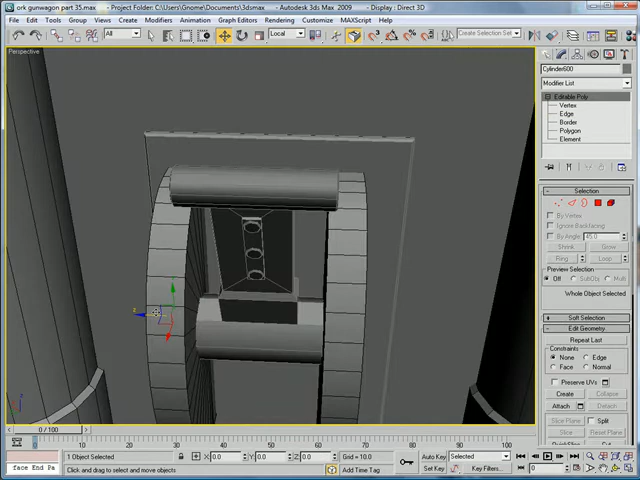 ork gunwagon part 35.max - Project Folder: C:\Users\Gnome\Documents\3dsmax - Autodesk 3ds Max 2009 - Display : Direct 3D
File Edit Tools Group Views Create Modifiers Animation Graph Editors Rendering Customize MAXScript Help
All Local Create Selection Set
Perspective
Cylinder600
Modifier List
Editable Poly
Vertex
Edge
Border
Polygon
Element
Selection
By Vertex
Ignore Backfacing
By Angle: 45.0
Shrink Grow
Ring Loop
Preview Selection
Off SubObj Multi
Whole Object Selected
Soft Selection
Edit Geometry
Repeat Last
Constraints
None Edge
Face Normal
Preserve UVs
Create Collapse
Attach Detach
Slice Plane Split
Slice Reset Plane
QuickSlice Cut
z
0 / 100
0 10 20 30 40 50 60 70 80 90 100
1 Object Selected X: 0.0 Y: 0.0 Z: 0.0 Grid = 10.0 Auto Key Selected
face End Pa Click and drag to select and move objects Add Time Tag Set Key Key Filters... 0